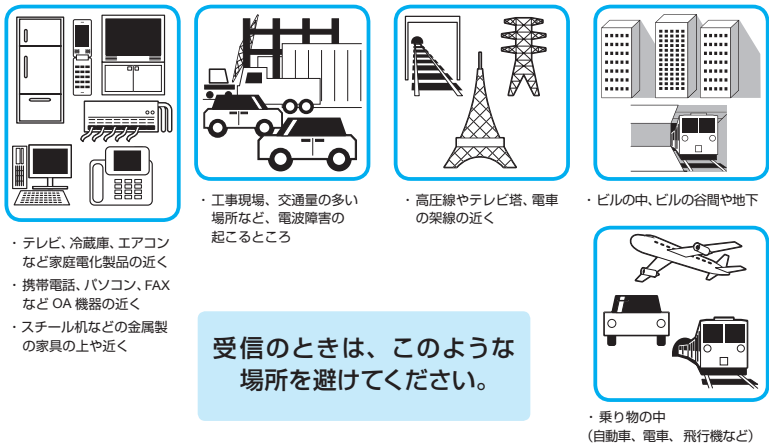 ・テレビ、冷蔵庫、エアコン
など家庭電化製品の近く
・携帯電話、パソコン、FAX
など OA 機器の近く
・スチール机などの金属製
の家具の上や近く
・工事現場、交通量の多い
場所など、電波障害の
起こるところ
・高圧線やテレビ塔、電車
の架線の近く
・ビルの中、ビルの谷間や地下
・乗り物の中
（自動車、電車、飛行機など）
受信のときは、このような
場所を避けてください。